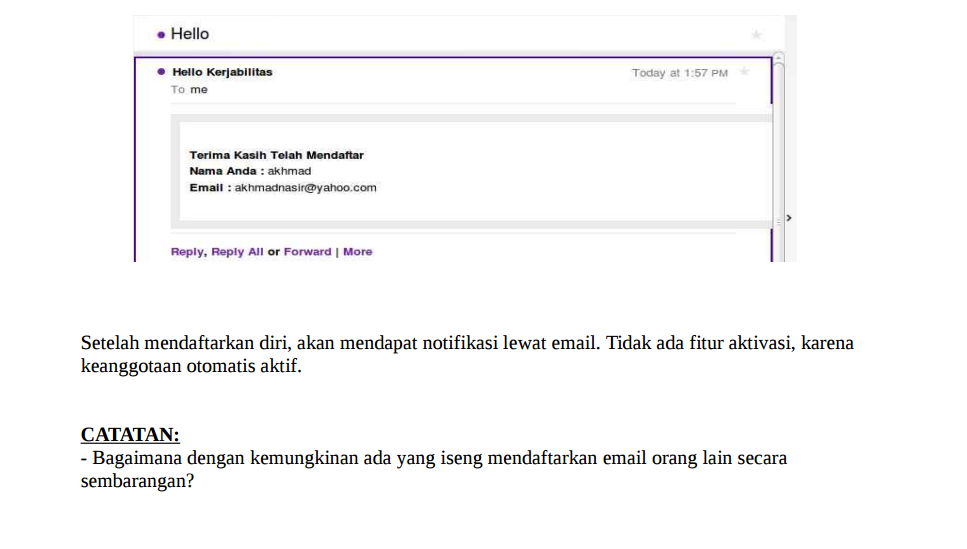 Hello
Hello Kerjabilitas
Today at 1:57 PM
To me
Terima Kasih Telah Mendaftar
Nama Anda : akhmad
Email : akhmadnasir@yahoo.com
Reply, Reply All or Forward | More
Setelah mendaftarkan diri, akan mendapat notifikasi lewat email. Tidak ada fitur aktivasi, karena
keanggotaan otomatis aktif.
CATATAN:
- Bagaimana dengan kemungkinan ada yang iseng mendaftarkan email orang lain secara
sembarangan?